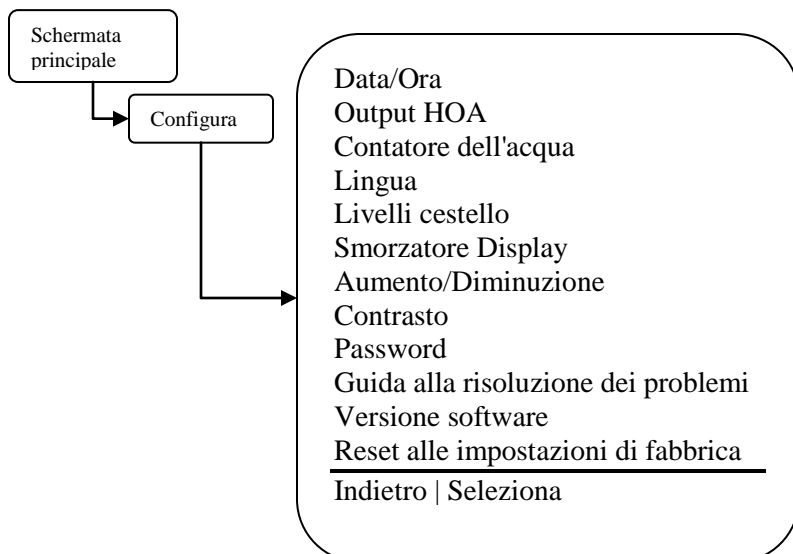 Schermata
principale
Configura
Data/Ora
Output HOA
Contatore dell'acqua
Lingua
Livelli cestello
Smorzatore Display
Aumento/Diminuzione
Contrasto
Password
Guida alla risoluzione dei problemi
Versione software
Reset alle impostazioni di fabbrica
Indietro | Seleziona